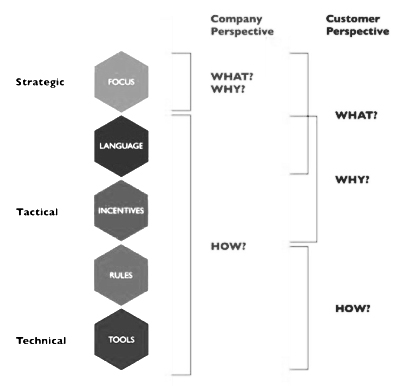 Company
Perspective
Customer
Perspective
Strategic
FOCUS
WHAT?
WHY?
WHAT?
LANGUAGE
WHY?
Tactical
INCENTIVES
HOW?
RULES
HOW?
Technical
TOOLS